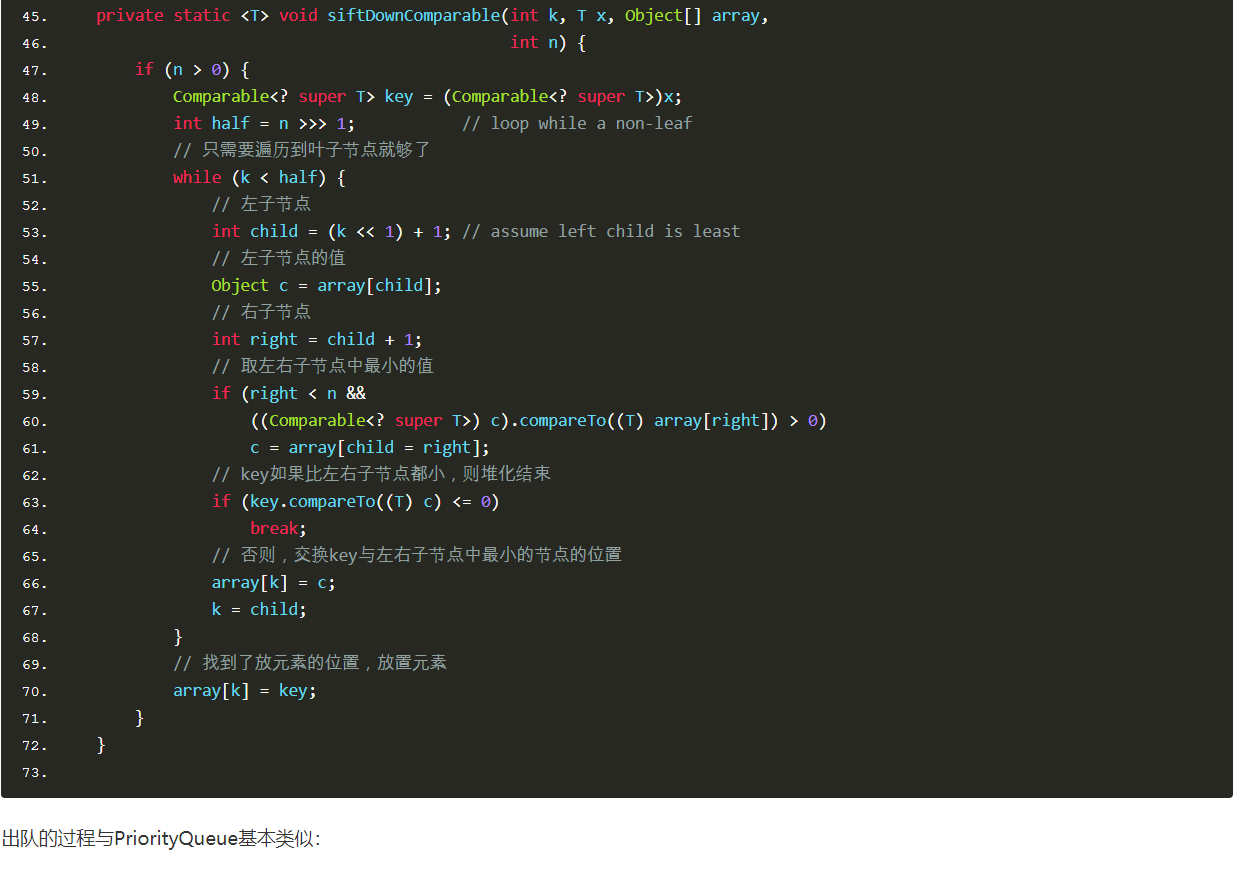 45. private static <T> void siftDownComparable(int k, T x, Object[] array,
46. int n) {
47. if (n > 0) {
48. Comparable<? super T> key = (Comparable<? super T>)x;
49. int half = n >>> 1; // loop while a non-leaf
50. // 只需要遍历到叶子节点就够了
51. while (k < half) {
52. // 左子节点
53. int child = (k << 1) + 1; // assume left child is least
54. // 左子节点的值
55. Object c = array[child];
56. // 右子节点
57. int right = child + 1;
58. // 取左右子节点中最小的值
59. if (right < n &&
60. ((Comparable<? super T>) c).compareTo((T) array[right]) > 0)
61. c = array[child = right];
62. // key如果比左右子节点都小，则堆化结束
63. if (key.compareTo((T) c) <= 0)
64. break;
65. // 否则，交换key与左右子节点中最小的节点的位置
66. array[k] = c;
67. k = child;
68. }
69. // 找到了放元素的位置，放置元素
70. array[k] = key;
71. }
72. }
73.
出队的过程与PriorityQueue基本类似：